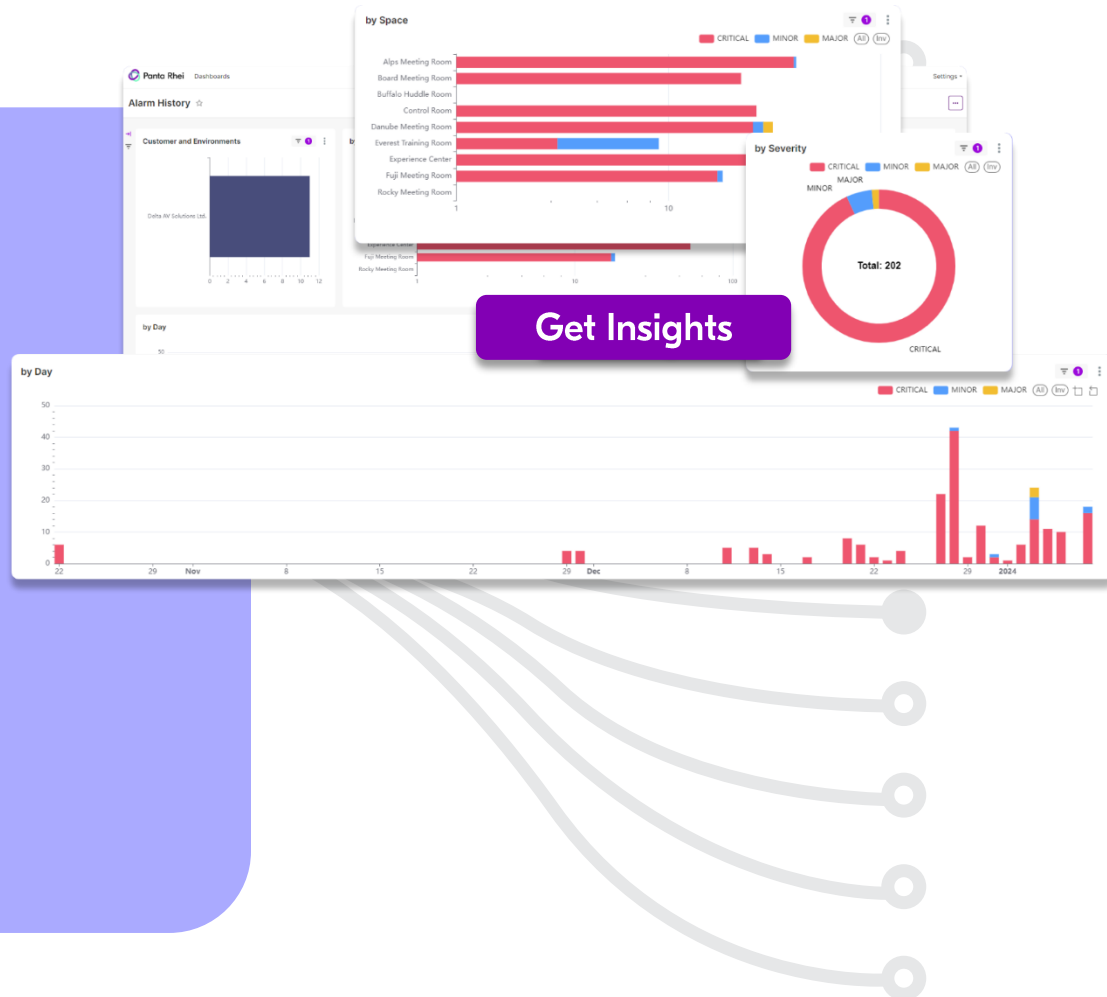 by Space
1
CRITICAL MINOR MAJOR All Inv
Alps Meeting Room
Board Meeting Room
Buffalo Huddle Room
Control Room
Danube Meeting Room
Everest Training Room
Experience Center
Fuji Meeting Room
Rocky Meeting Room
1 10
Panta Rhei Dashboards Settings
Alarm History
Customer and Environments 1
Delta AV Solutions Ltd.
0 2 4 6 8 10 12
b
Experience Center
Fuji Meeting Room
Rocky Meeting Room
1 10 100
by Severity 1
CRITICAL MINOR MAJOR All Inv
MAJOR
MINOR
Total: 202
CRITICAL
Get Insights
by Day
50
by Day 1
CRITICAL MINOR MAJOR All Inv
50
40
30
20
10
0
22 29 Nov 8 15 22 29 Dec 8 15 22 29 2024